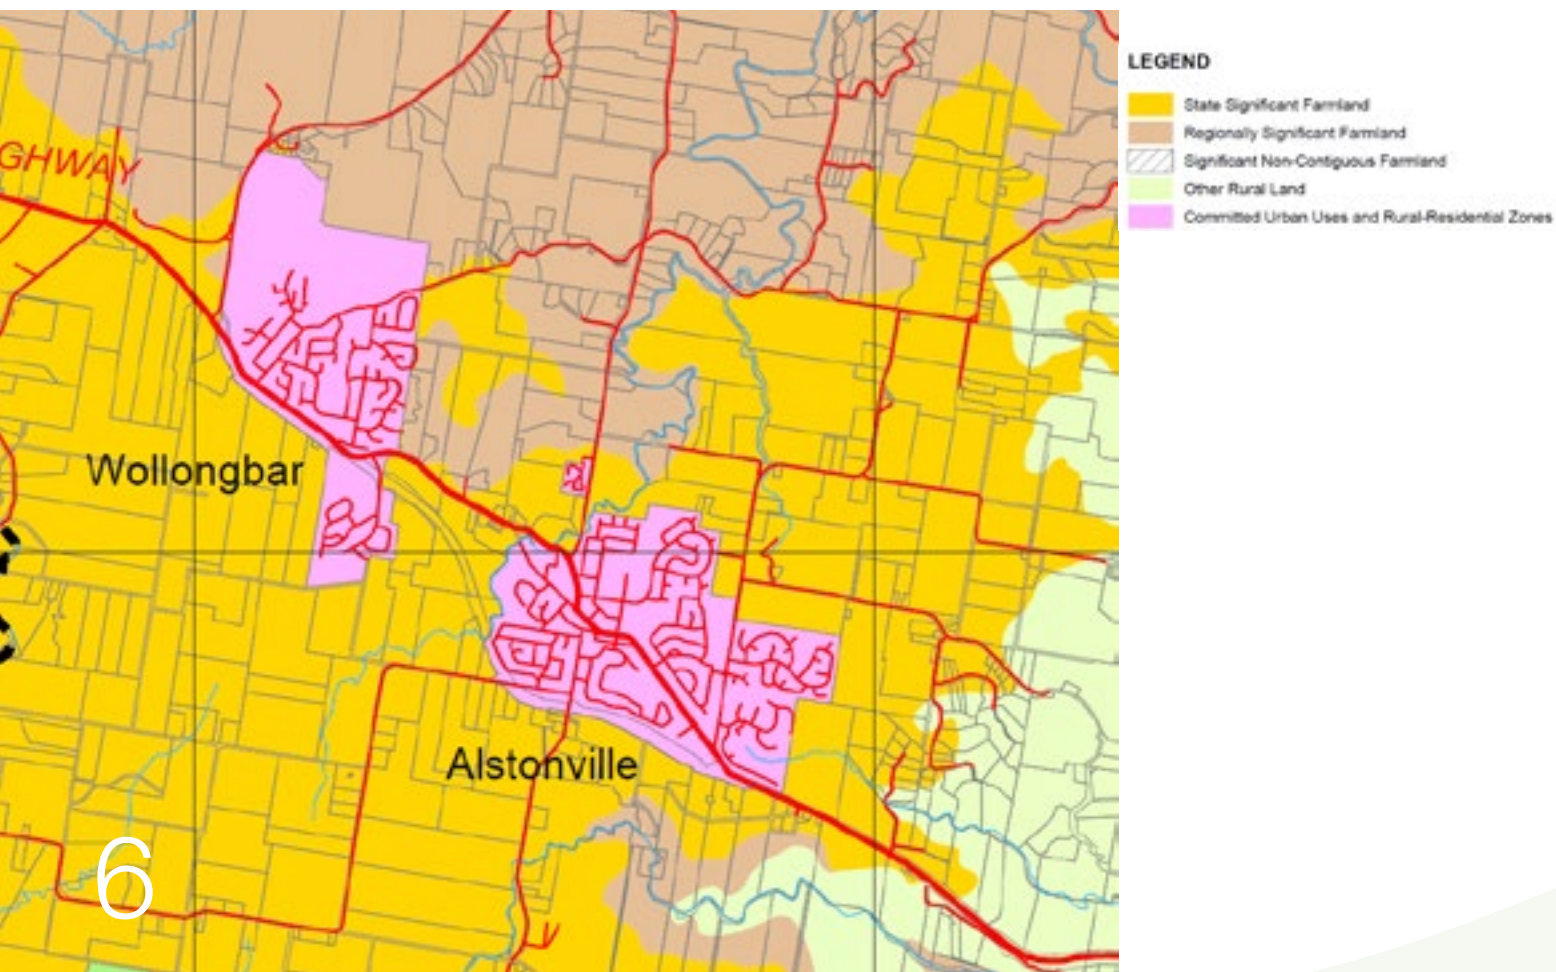 GHWAY
Wollongbar
Alstonville
6
LEGEND
State Significant Farmland
Regionally Significant Farmland
Significant Non-Contiguous Farmland
Other Rural Land
Committed Urban Uses and Rural-Residential Zones